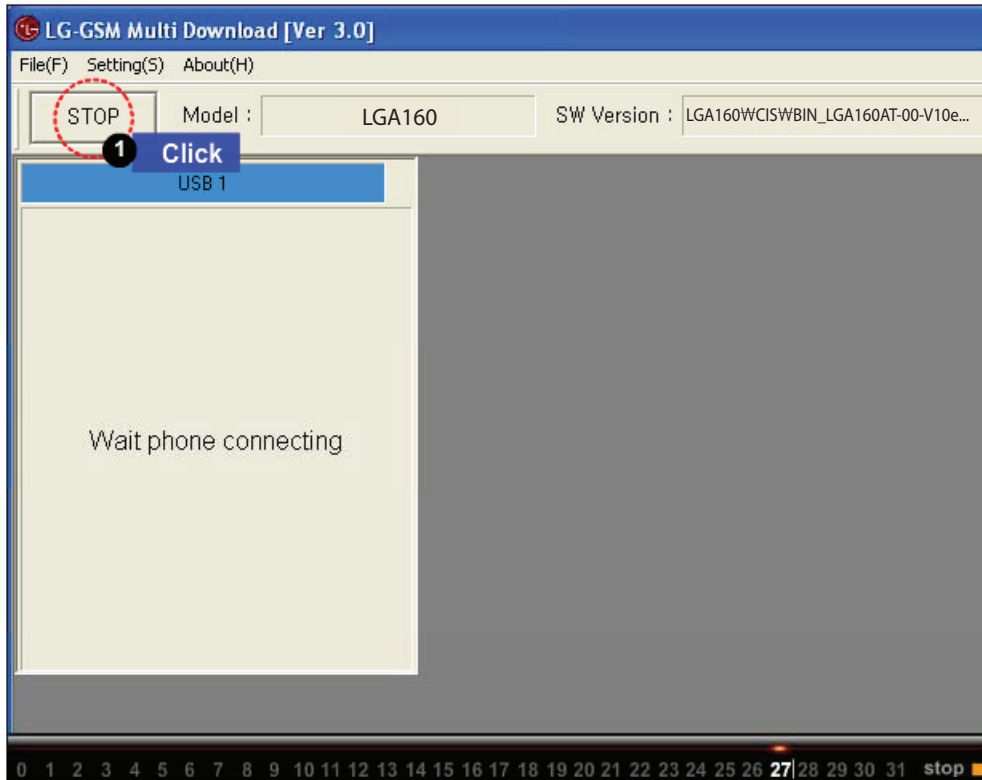 LG-GSM Multi Download [Ver 3.0]
File(F) Setting(S) About(H)
STOP Model : LGA160 SW Version : LGA160₩CIS₩BIN_LGA160AT-00-V10e...
1 Click
USB 1
Wait phone connecting
0 1 2 3 4 5 6 7 8 9 10 11 12 13 14 15 16 17 18 19 20 21 22 23 24 25 26 27 28 29 30 31 stop